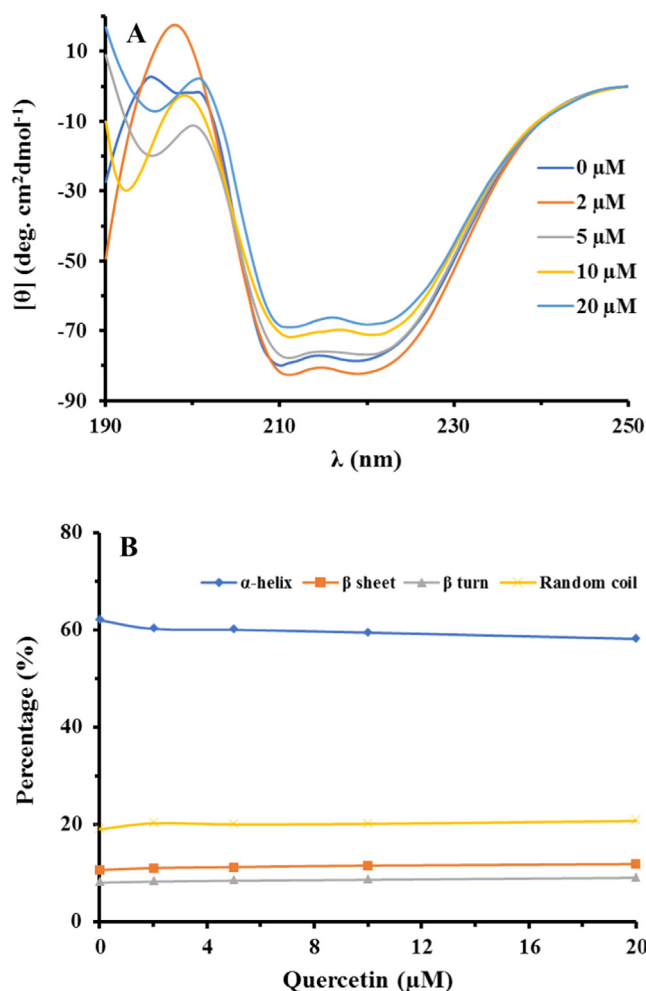 A
10
-10
-30
-50
-70
-90
[θ] (deg. cm²dmol⁻¹)
0 µM
2 µM
5 µM
10 µM
20 µM
190 210 230 250
λ (nm)
B
80
60
40
20
0
Percentage (%)
α-helix β sheet β turn Random coil
0 4 8 12 16 20
Quercetin (µM)